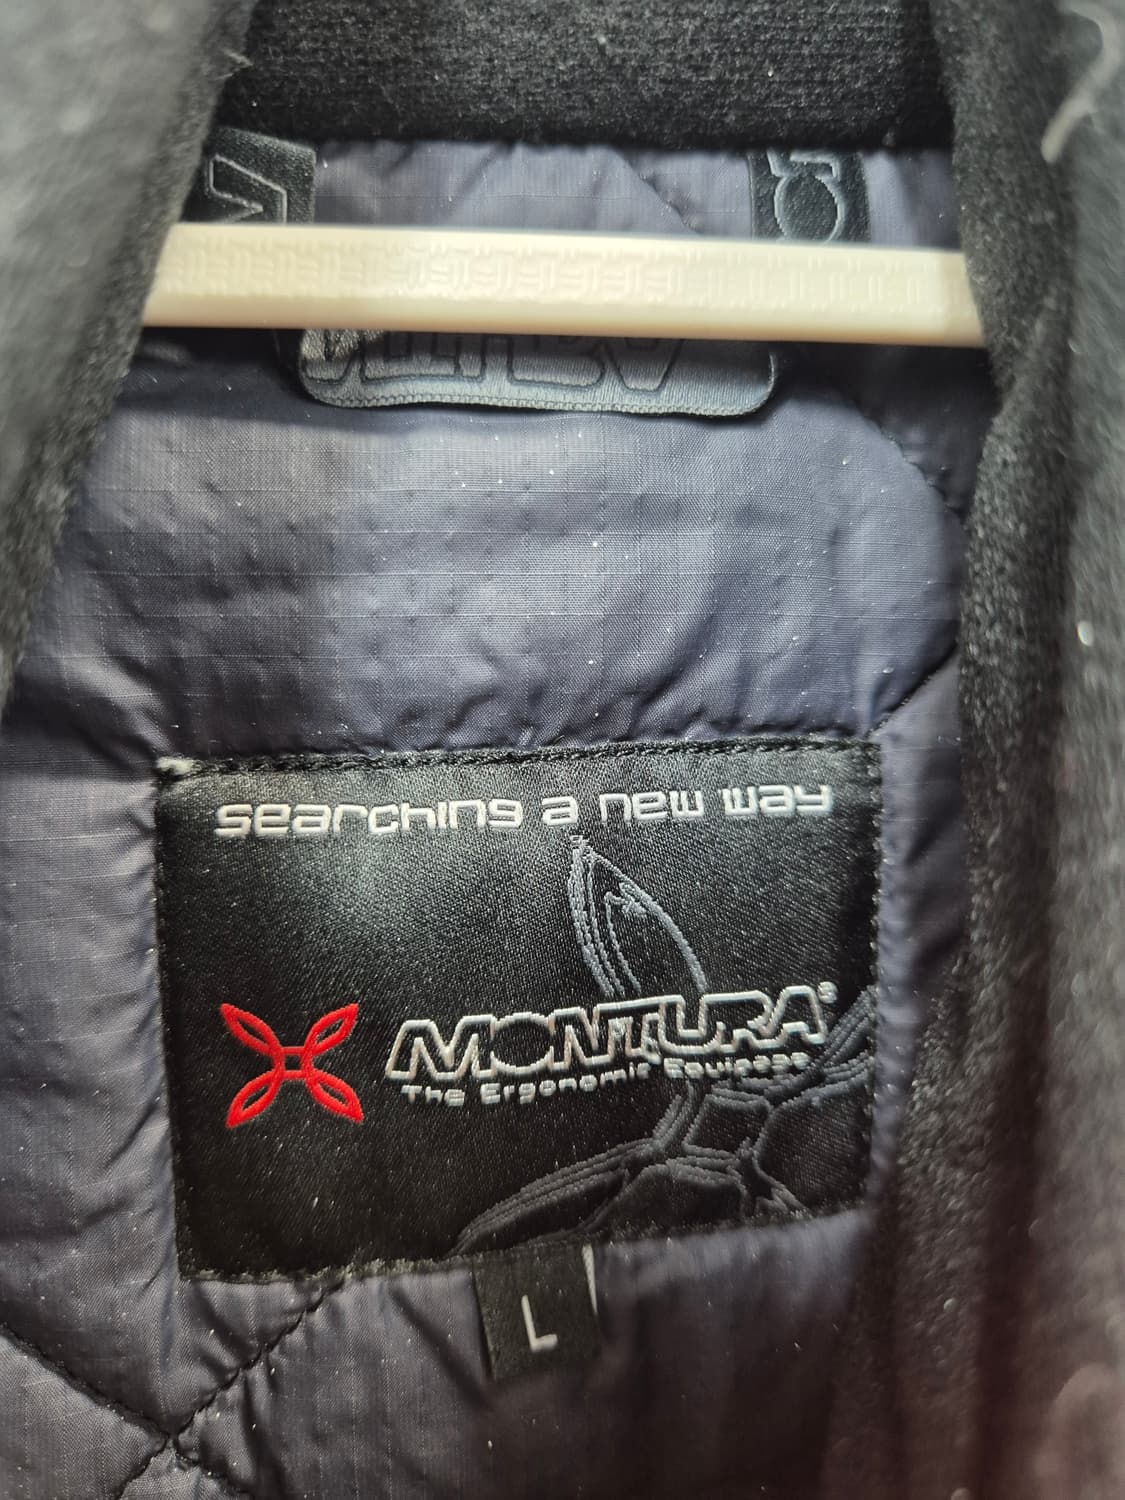 searching a new way
MONTURA®
The Ergonomic Equipage
L